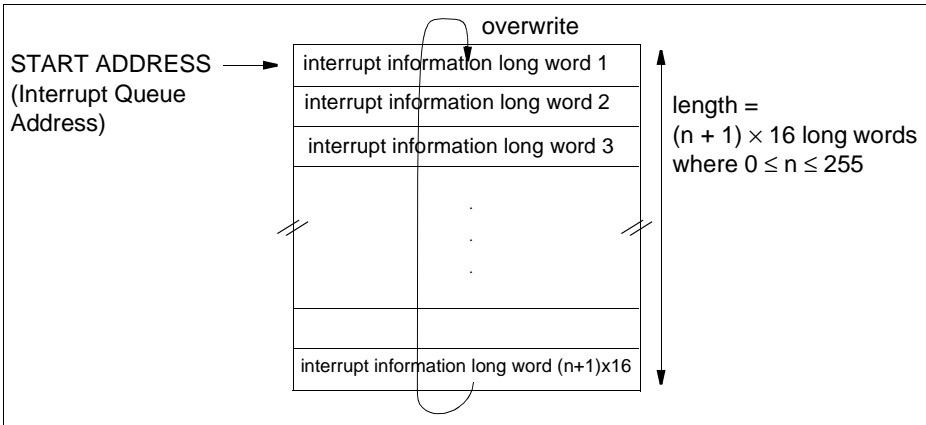 overwrite
START ADDRESS
(Interrupt Queue
Address)
interrupt information long word 1
interrupt information long word 2
interrupt information long word 3
.
.
.
interrupt information long word (n+1)x16
length =
(n + 1) × 16 long words
where 0 ≤ n ≤ 255